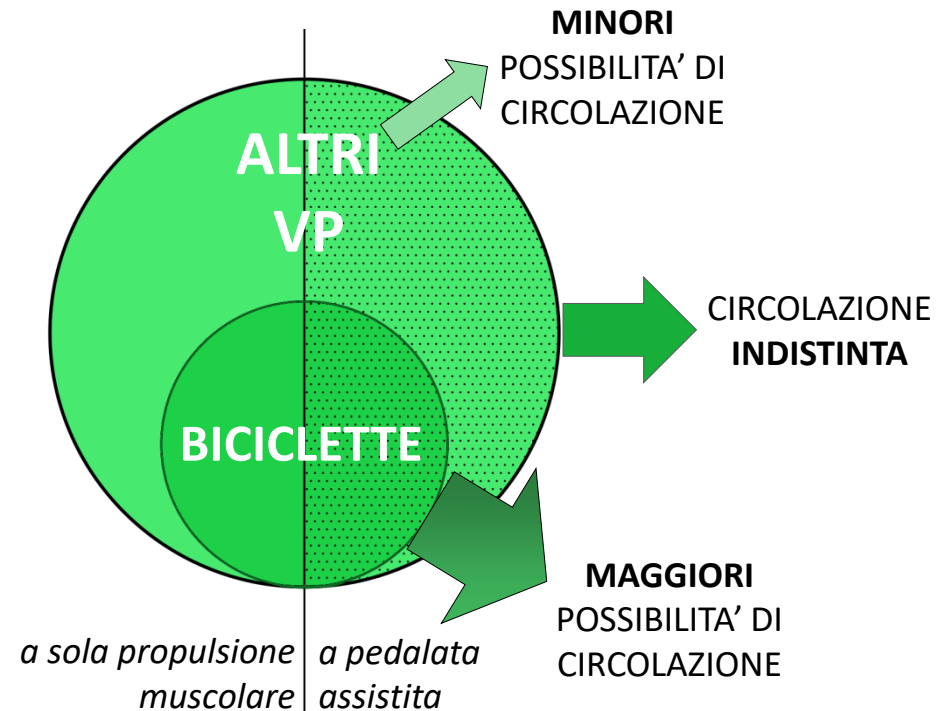 MINORI
POSSIBILITA’ DI
CIRCOLAZIONE
ALTRI
VP
CIRCOLAZIONE
INDISTINTA
BICICLETTE
MAGGIORI
POSSIBILITA’ DI
CIRCOLAZIONE
a sola propulsione
muscolare
a pedalata
assistita